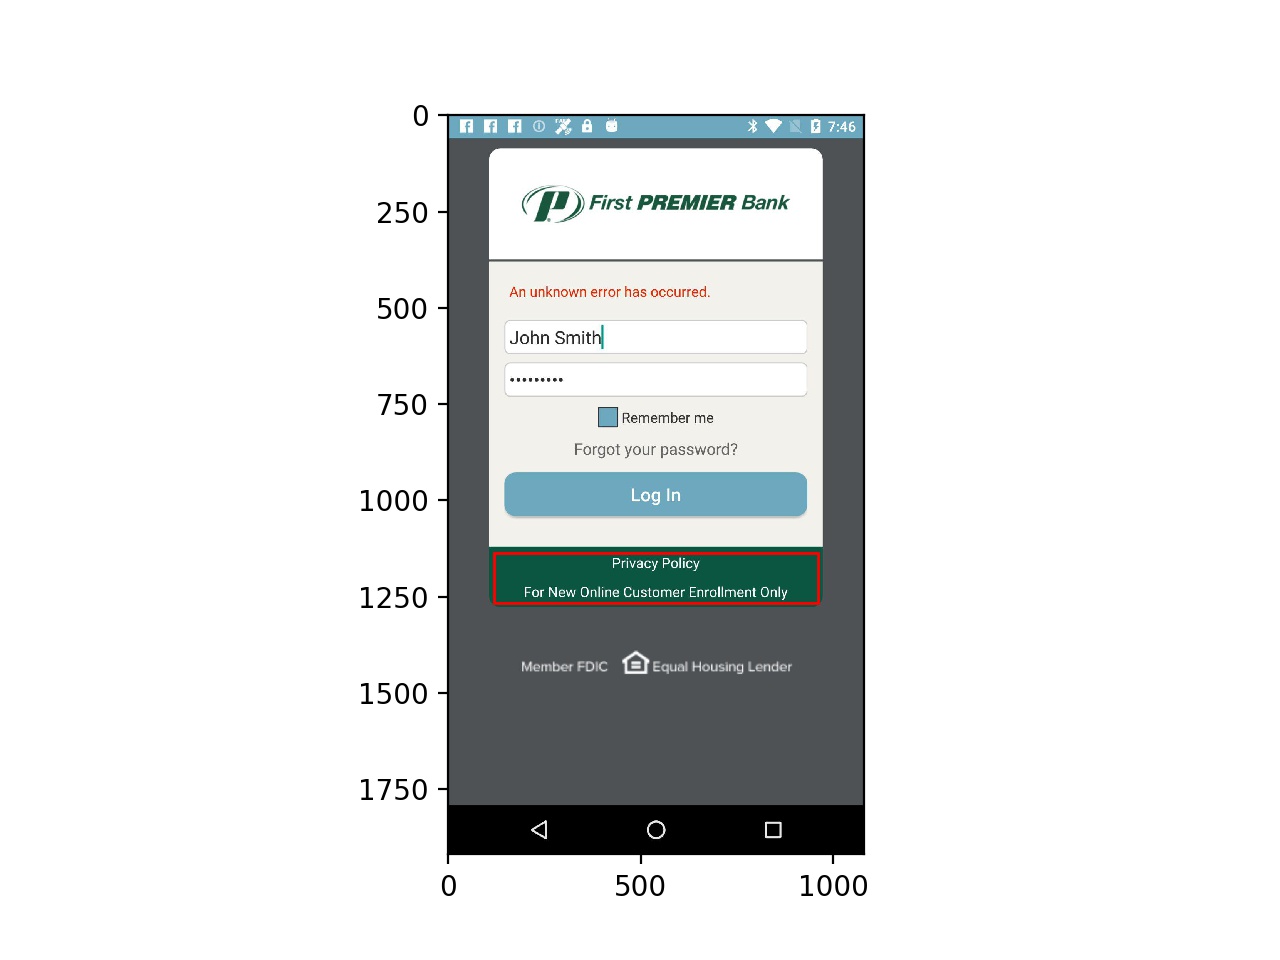 0
250
500
750
1000
1250
1500
1750
0
500
1000
7:46
First PREMIER Bank
An unknown error has occurred.
John Smith
•••••••••
Remember me
Forgot your password?
Log In
Privacy Policy
For New Online Customer Enrollment Only
Member FDIC Equal Housing Lender